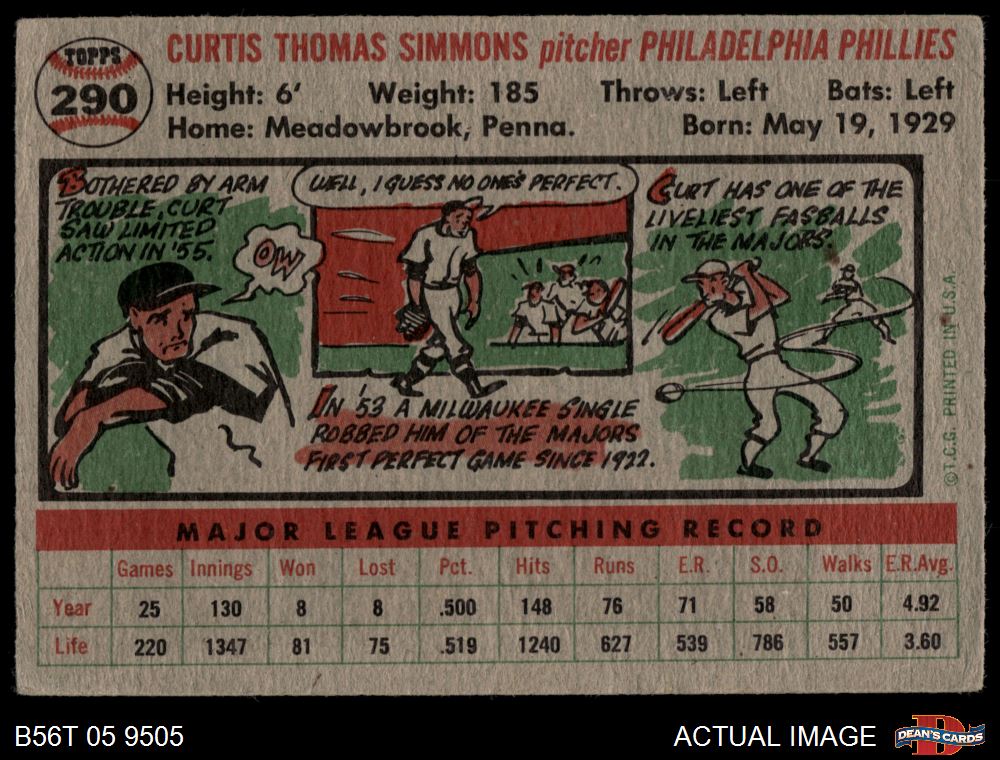 TOPPS
290
CURTIS THOMAS SIMMONS pitcher PHILADELPHIA PHILLIES
Height: 6' Weight: 185 Throws: Left Bats: Left
Home: Meadowbrook, Penna. Born: May 19, 1929
BOTHERED BY ARM
TROUBLE, CURT
SAW LIMITED
ACTION IN '55.
OW
WELL, I GUESS NO ONE'S PERFECT.
IN '53 A MILWAUKEE SINGLE
ROBBED HIM OF THE MAJORS
FIRST PERFECT GAME SINCE 1922.
CURT HAS ONE OF THE
LIVELIEST FASBALLS
IN THE MAJORS.
©T.C.G. PRINTED IN U.S.A.
MAJOR LEAGUE PITCHING RECORD
Games Innings Won Lost Pct. Hits Runs E.R. S.O. Walks E.R.Avg.
Year 25 130 8 8 .500 148 76 71 58 50 4.92
Life 220 1347 81 75 .519 1240 627 539 786 557 3.60
B56T 05 9505
ACTUAL IMAGE
DEAN'S CARDS